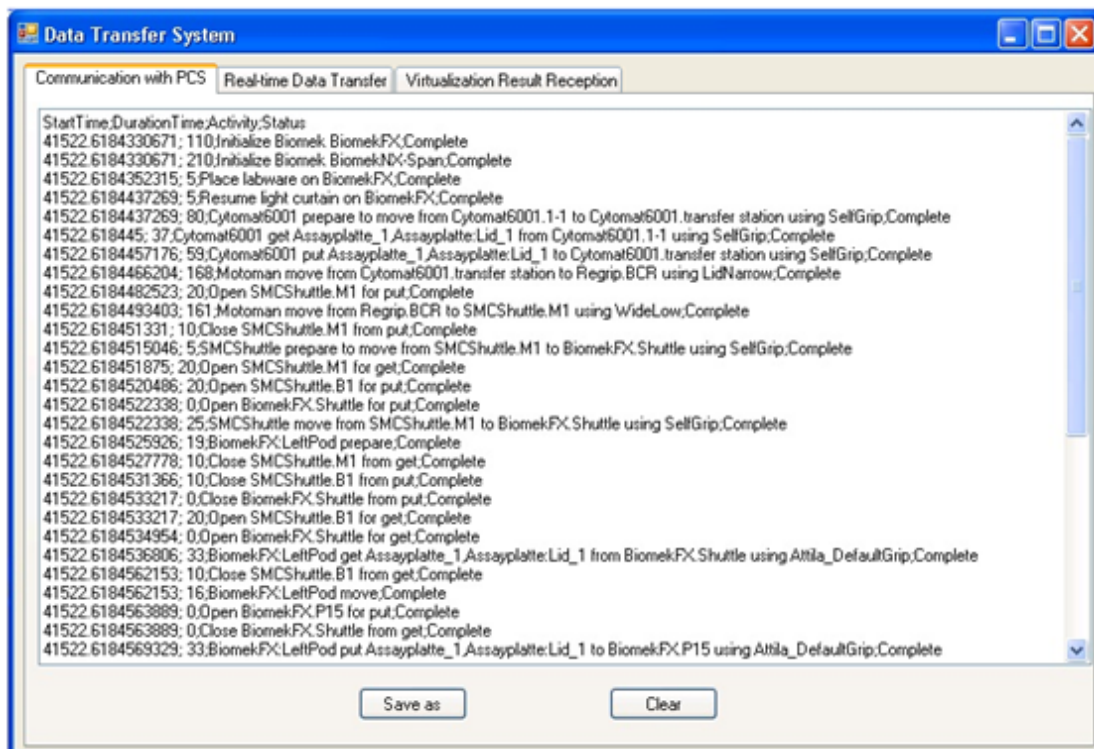 Data Transfer System
Communication with PCS Real-time Data Transfer Virtualization Result Reception
StartTime;DurationTime;Activity;Status
41522.6184330671; 110;Initialize Biomek BiomekFX;Complete
41522.6184330671; 210;Initialize Biomek BiomekNX-Span;Complete
41522.6184352315; 5;Place labware on BiomekFX;Complete
41522.6184437269; 5;Resume light curtain on BiomekFX;Complete
41522.6184437269; 80;Cytomat6001 prepare to move from Cytomat6001.1-1 to Cytomat6001.transfer station using SelfGrip;Complete
41522.618445; 37;Cytomat6001 get Assayplatte_1,Assayplatte:Lid_1 from Cytomat6001.1-1 using SelfGrip;Complete
41522.6184457176; 59;Cytomat6001 put Assayplatte_1,Assayplatte:Lid_1 to Cytomat6001.transfer station using SelfGrip;Complete
41522.6184466204; 168;Motoman move from Cytomat6001.transfer station to Regrip.BCR using LidNarrow;Complete
41522.6184482523; 20;Open SMCShuttle.M1 for put;Complete
41522.6184493403; 161;Motoman move from Regrip.BCR to SMCShuttle.M1 using WideLow;Complete
41522.618451331; 10;Close SMCShuttle.M1 from put;Complete
41522.6184515046; 5;SMCShuttle prepare to move from SMCShuttle.M1 to BiomekFX.Shuttle using SelfGrip;Complete
41522.618451875; 20;Open SMCShuttle.M1 for get;Complete
41522.6184520486; 20;Open SMCShuttle.B1 for put;Complete
41522.6184522338; 0;Open BiomekFX.Shuttle for put;Complete
41522.6184522338; 25;SMCShuttle move from SMCShuttle.M1 to BiomekFX.Shuttle using SelfGrip;Complete
41522.6184525926; 19;BiomekFX:LeftPod prepare;Complete
41522.6184527778; 10;Close SMCShuttle.M1 from get;Complete
41522.6184531366; 10;Close SMCShuttle.B1 from put;Complete
41522.6184533217; 0;Close BiomekFX.Shuttle from put;Complete
41522.6184533217; 20;Open SMCShuttle.B1 for get;Complete
41522.6184534954; 0;Open BiomekFX.Shuttle for get;Complete
41522.6184536806; 33;BiomekFX:LeftPod get Assayplatte_1,Assayplatte:Lid_1 from BiomekFX.Shuttle using Attila_DefaultGrip;Complete
41522.6184562153; 10;Close SMCShuttle.B1 from get;Complete
41522.6184562153; 16;BiomekFX:LeftPod move;Complete
41522.6184563889; 0;Open BiomekFX.P15 for put;Complete
41522.6184563889; 0;Close BiomekFX.Shuttle from get;Complete
41522.6184569329; 33;BiomekFX:LeftPod put Assayplatte_1,Assayplatte:Lid_1 to BiomekFX.P15 using Attila_DefaultGrip;Complete
Save as Clear